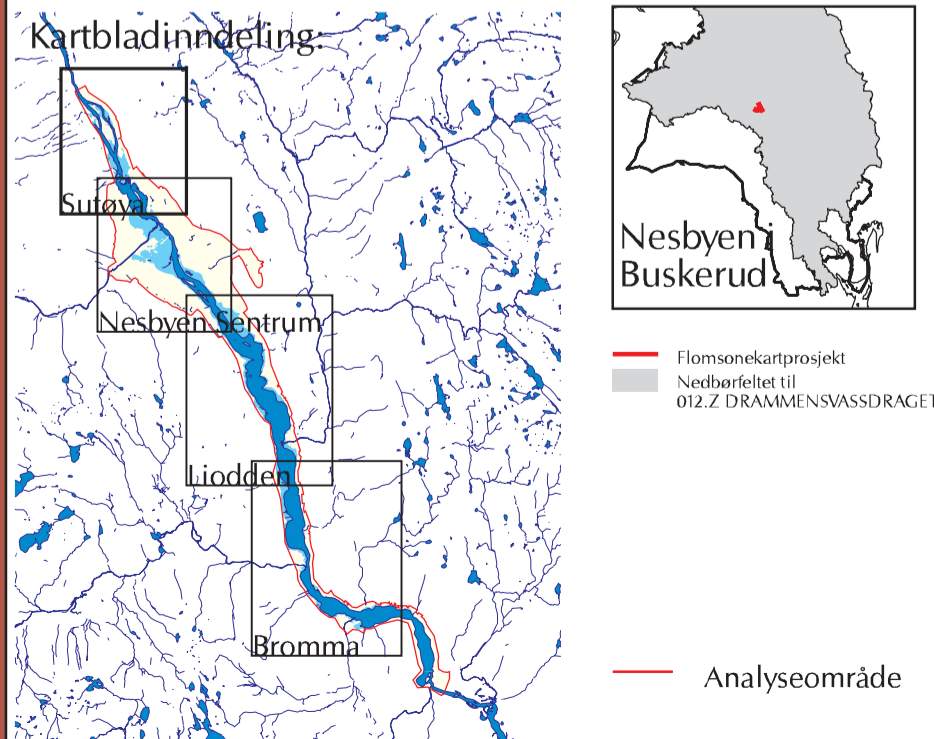 Kartbladinndeling:
Sutøya
Nesbyen Sentrum
Liodden
Bromma
Nesbyen i
Buskerud
Flomsonekartprosjekt
Nedbørfeltet til
012.Z DRAMMENSVASSDRAGET
Analyseområde